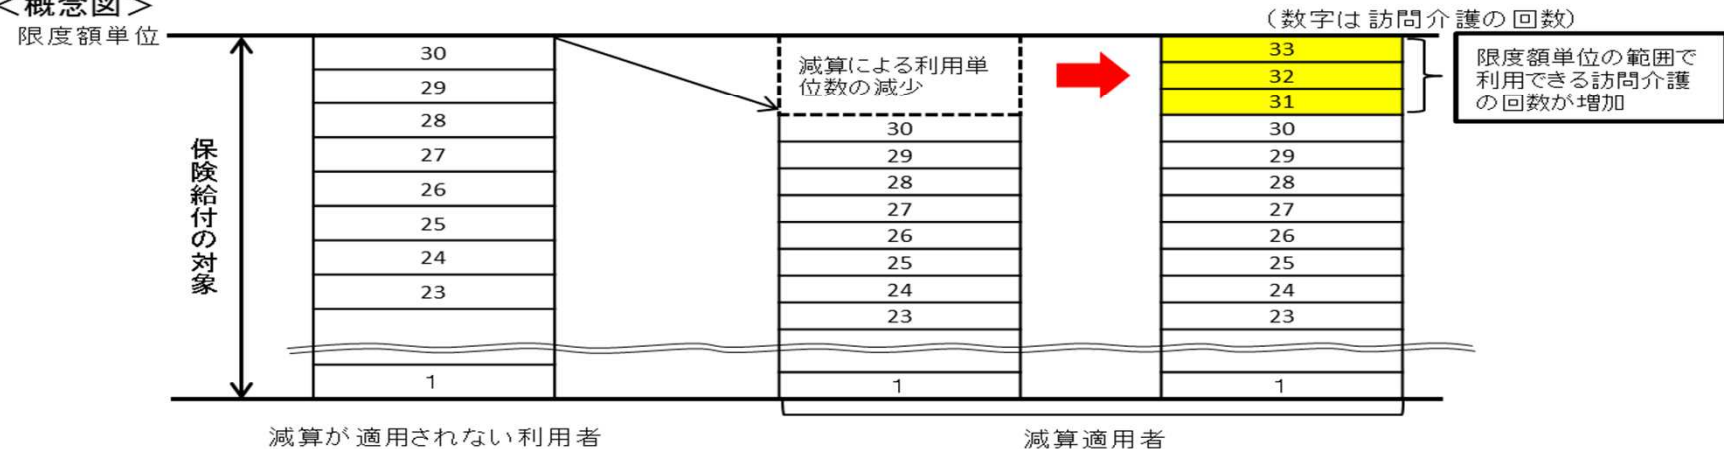 ＜概念図＞
（数字は訪問介護の回数）
限度額単位
保険給付の対象
30
29
28
27
26
25
24
23
1
減算による利用単
位数の減少
30
29
28
27
26
25
24
23
1
33
32
31
30
29
28
27
26
25
24
23
1
限度額単位の範囲で
利用できる訪問介護
の回数が増加
減算が適用されない利用者
減算適用者